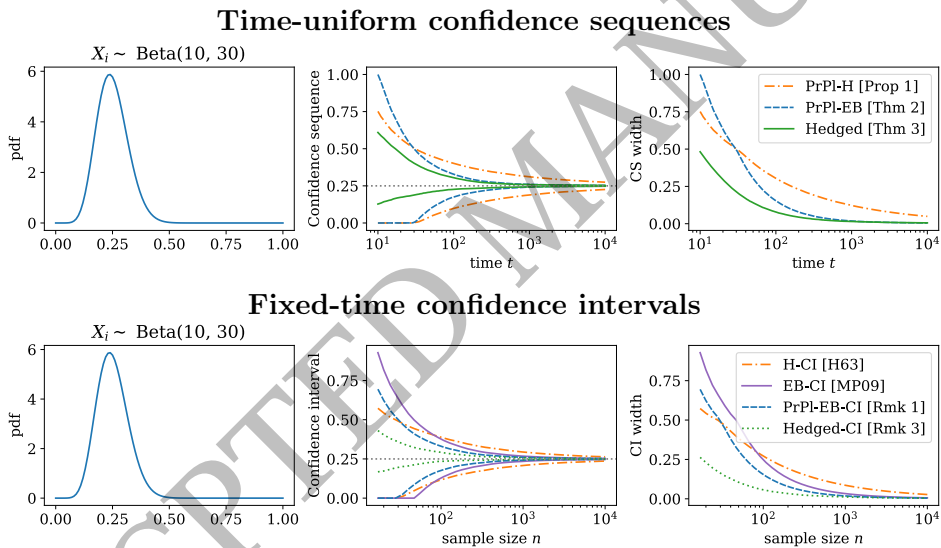 Time-uniform confidence sequences
X_i ~ Beta(10, 30)
pdf
6
4
2
0
0.00 0.25 0.50 0.75 1.00
Confidence sequence
1.00
0.75
0.50
0.25
0.00
10^1 10^2 10^3 10^4
time t
CS width
1.00
0.75
0.50
0.25
0.00
10^1 10^2 10^3 10^4
time t
PrPl-H [Prop 1]
PrPl-EB [Thm 2]
Hedged [Thm 3]
Fixed-time confidence intervals
X_i ~ Beta(10, 30)
pdf
6
4
2
0
0.00 0.25 0.50 0.75 1.00
Confidence interval
0.75
0.50
0.25
0.00
10^2 10^3 10^4
sample size n
CI width
0.75
0.50
0.25
0.00
10^2 10^3 10^4
sample size n
H-CI [H63]
EB-CI [MP09]
PrPl-EB-CI [Rmk 1]
Hedged-CI [Rmk 3]
CPTED MANU